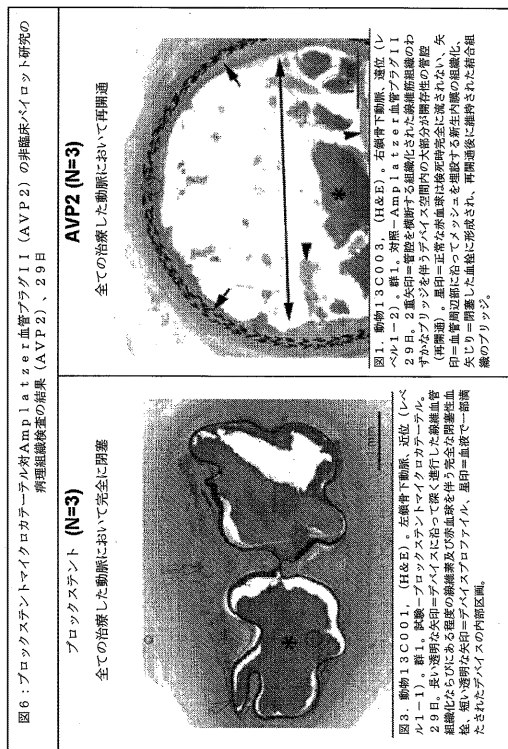 図6：ブロックステントマイクロカテーテル対Amplatzer血管プラグII（AVP2）の非臨床パイロット研究の
病理組織検査の結果（AVP2）、29日
ブロックステント(N=3)
全ての治療した動脈において完全に閉塞
1 mm
図3．動物13C001，（H&E）。左鎖骨下動脈、近位（レベ
ル1－1）。群1。試験－ブロックステントマイクロカテーテル。
29日。長い透明な矢印＝デバイスに沿って深く進行した線維血管
組織化ならびにある程度の線維素及び赤血球を伴う完全な閉塞性血
栓、短い透明な矢印＝デバイスプロファイル、星印＝血液で一部満
たされたデバイスの内部区画。
AVP2 (N=3)
全ての治療した動脈において再開通
図1．動物13C003，（H&E）。右鎖骨下動脈、遠位（レ
ベル1－2）。群1。対照－Amplatzer血管プラグII
29日。2重矢印＝管腔を横断する組織化された線維筋組織のわ
ずかなブリッジを伴うデバイス空間内の大部分が開存性の管腔
（再開通）。星印＝正常な赤血球は検死時完全に流されない、矢
印＝血管周辺部に沿ってメッシュを埋設する新生内膜の組織化、
矢じり＝閉塞した血栓に形成され、再開通後に維持された結合組
織のブリッジ。